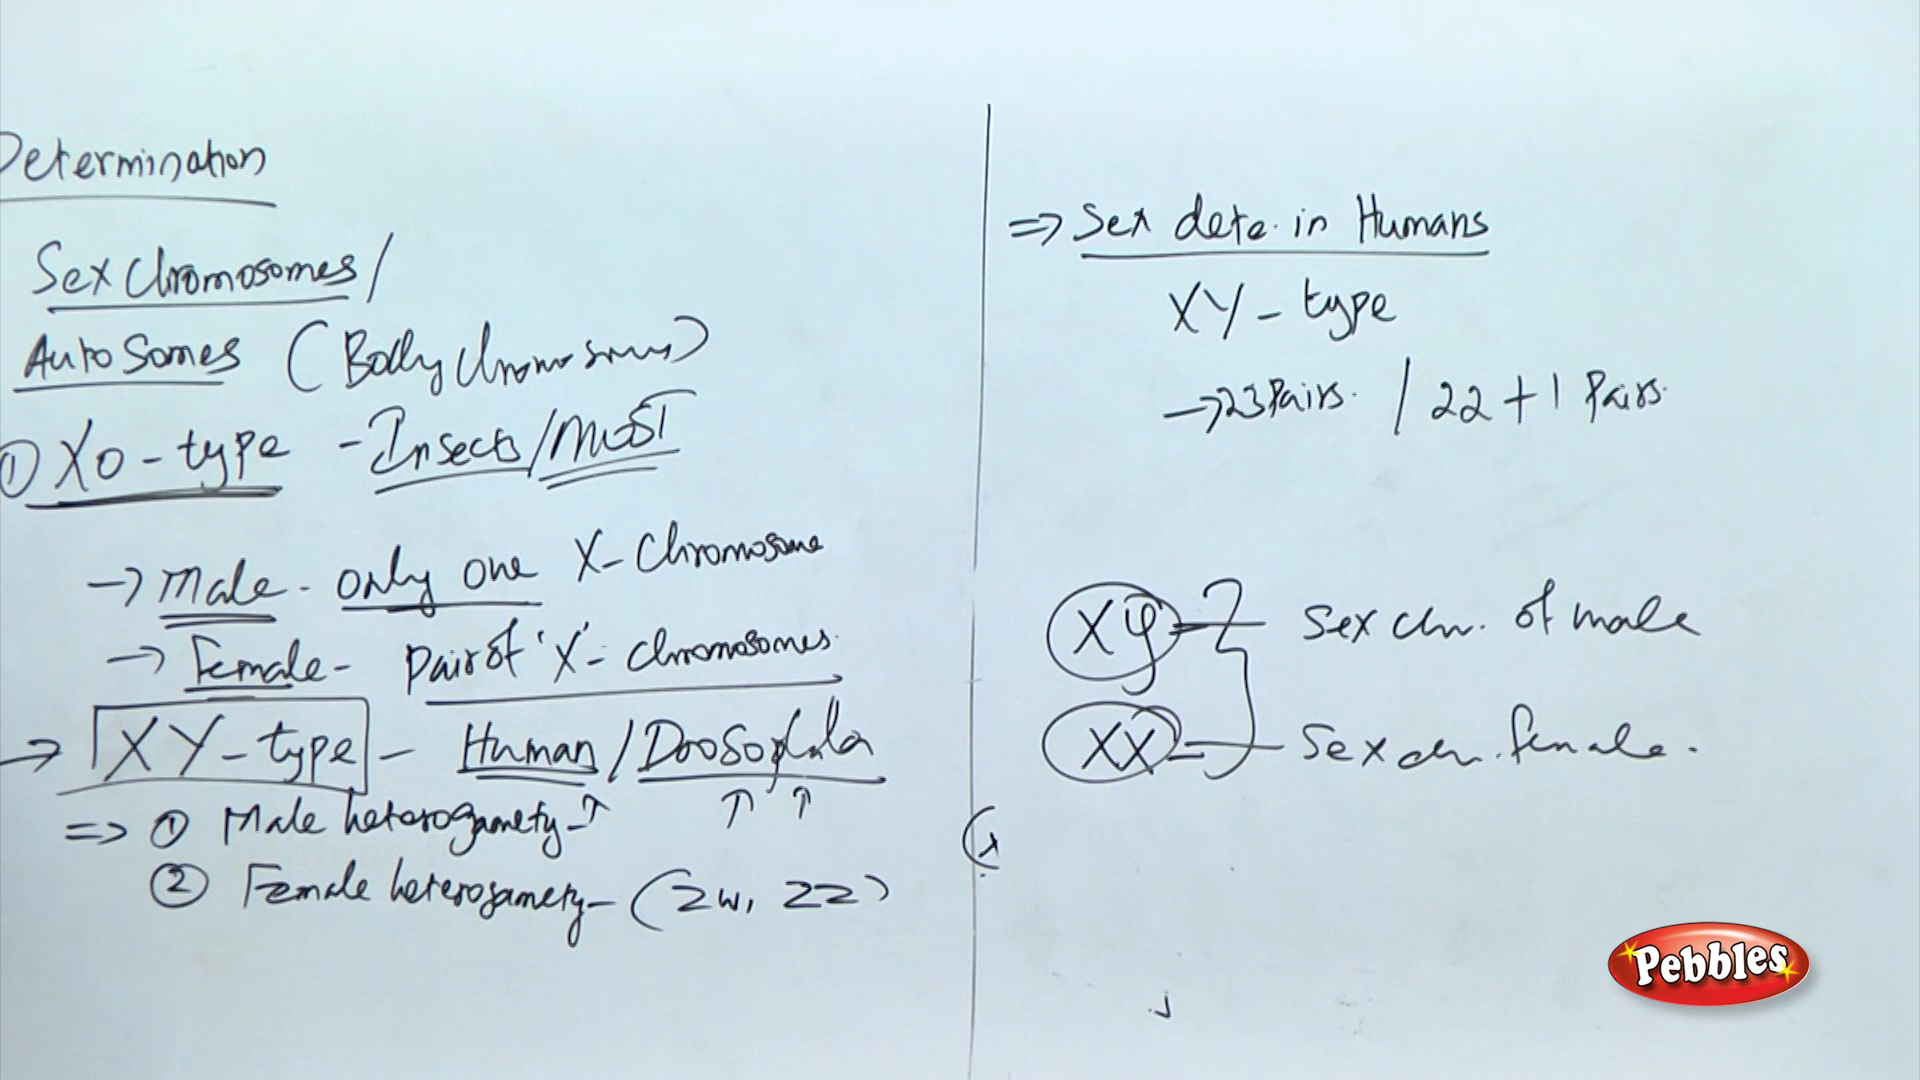 Determination
Sex Chromosomes/
Autosomes (Body Chromosomes)
① XO-type - Insects/MOST
→ Male - only one X-Chromosome
→ Female - pair of 'X'- chromosomes.
→ XY-type - Human / Drosophila
⇒ ① Male heterogamety - ↑ ↑ ↑
② Female heterogamety - (ZW, ZZ)
⇒ Sex dete. in Humans
XY - type
→ 23 Pairs. / 22 + 1 Pairs.
XY - Sex chr. of male
XX - Sex chr. female.
(x
Pebbles